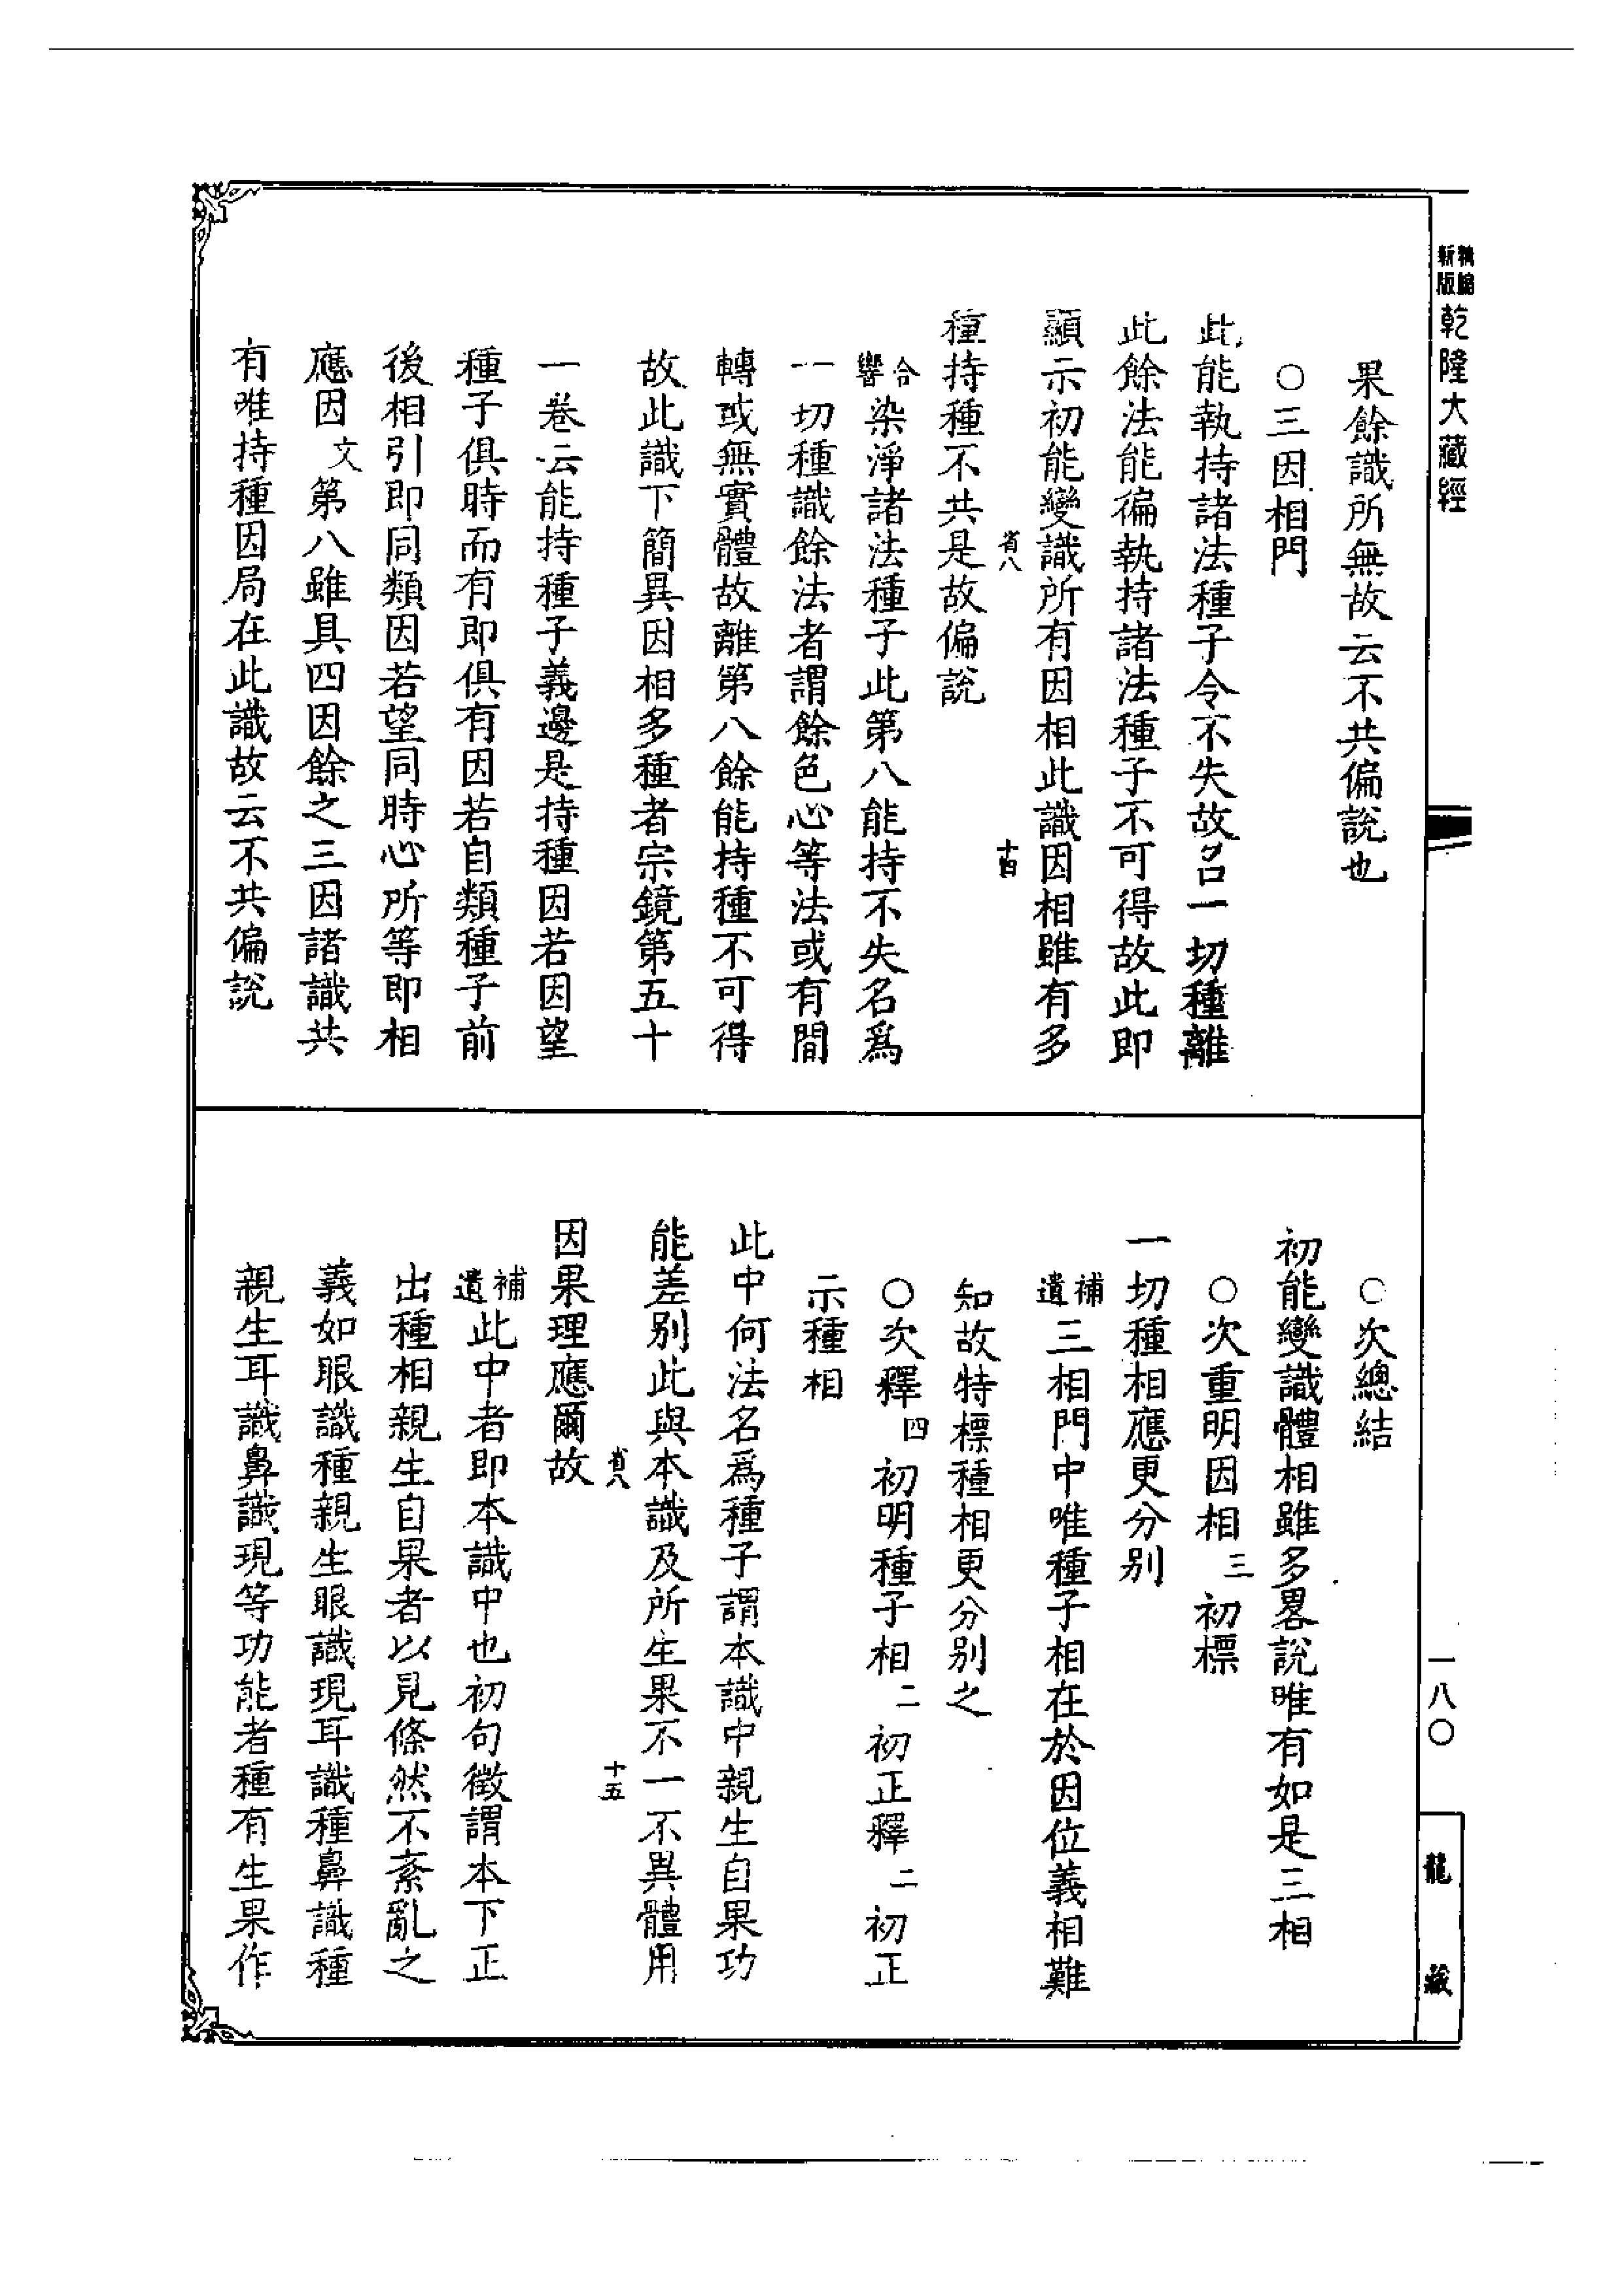 新編
新版
乾隆大藏經
果餘識所無故云不共偏說也
○三因相門
此能執持諸法種子令不失故名一切種離
此餘法能徧執持諸法種子不可得故此即
顯示初能變識所有因相此識因相雖有多
省八 十四
種持種不共是故偏說
合響染淨諸法種子此第八能持不失名爲
一切種識餘法者謂餘色心等法或有間
轉或無實體故離第八餘能持種不可得
故此識下簡異因相多種者宗鏡第五十
一卷云能持種子義邊是持種因若因望
種子俱時而有即俱有因若自類種子前
後相引即同類因若望同時心所等即相
應因文第八雖具四因餘之三因諸識共
有唯持種因局在此識故云不共偏說
○次總結
初能變識體相雖多畧說唯有如是三相
○次重明因相三初標
一切種相應更分别
補遺三相門中唯種子相在於因位義相難
知故特標種相更分别之
○次釋四初明種子相二初正釋二初正
示種相
此中何法名爲種子謂本識中親生自果功
能差别此與本識及所生果不一不異體用
省八 十五
因果理應爾故
補遺此中者即本識中也初句徵謂本下正
出種相親生自果者以見條然不紊亂之
義如眼識種親生眼識現耳識種鼻識種
親生耳識鼻識現等功能者種有生果作
一八〇
龍藏